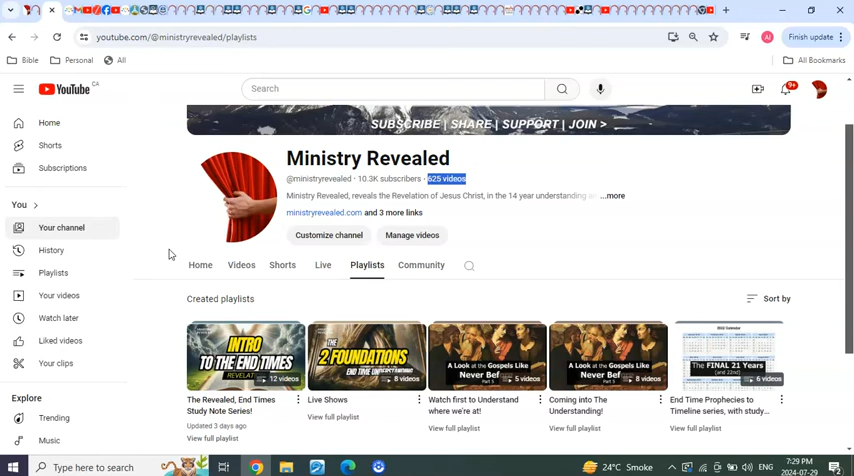 Finish update
youtube.com/@ministryrevealed/playlists
Bible
Personal
All
All Bookmarks
YouTube CA
Search
9+
SUBSCRIBE | SHARE | SUPPORT | JOIN >
Home
Shorts
Subscriptions
You
Your channel
History
Playlists
Your videos
Watch later
Liked videos
Your clips
Explore
Trending
Music
Ministry Revealed
@ministryrevealed · 10.3K subscribers · 625 videos
Ministry Revealed, reveals the Revelation of Jesus Christ, in the 14 year understanding ...more
ministryrevealed.com and 3 more links
Customize channel
Manage videos
Home Videos Shorts Live Playlists Community
Created playlists
Sort by
INTRO
TO THE END TIMES
12 videos
The Revealed, End Times
Study Note Series!
Updated 3 days ago
View full playlist
THE
2 FOUNDATIONS
8 videos
Live Shows
View full playlist
A Look at the Gospels Like
Never Bef
Part 5
5 videos
Watch first to Understand
where we're at!
View full playlist
A Look at the Gospels Like
Never Bef
Part 5
8 videos
Coming into The
Understanding!
View full playlist
The FINAL 21 Years
(and 22nd)
6 videos
End Time Prophecies to
Timeline series, with study...
View full playlist
Type here to search
24°C Smoke
ENG
7:29 PM
2024-07-29
2